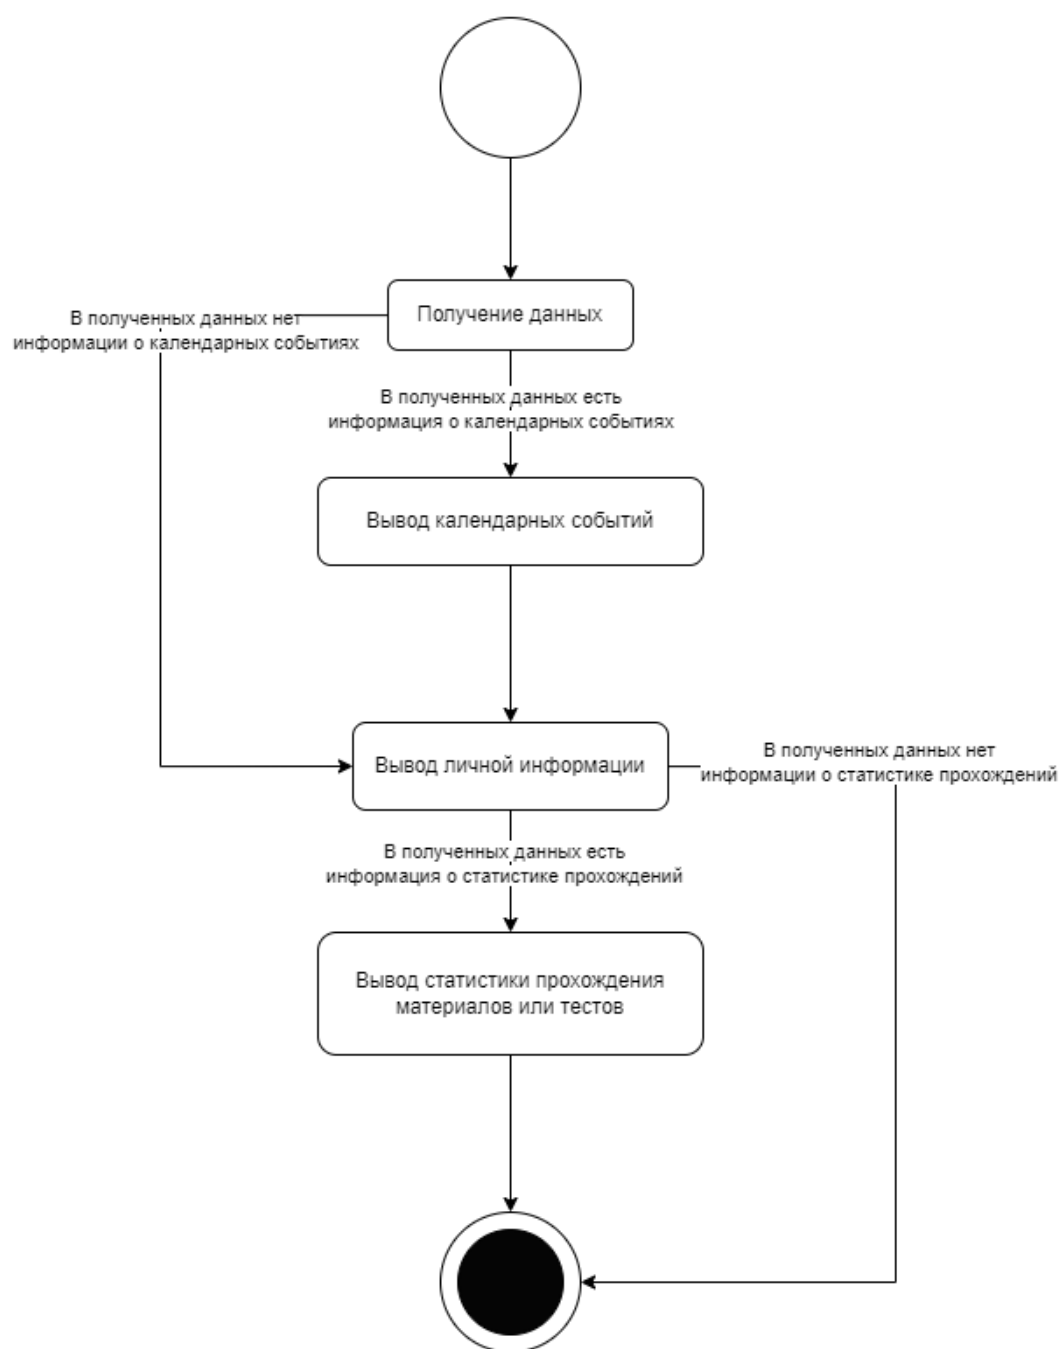 Получение данных
В полученных данных нет
информации о календарных событиях
В полученных данных есть
информация о календарных событиях
Вывод календарных событий
Вывод личной информации
В полученных данных нет
информации о статистике прохождений
В полученных данных есть
информация о статистике прохождений
Вывод статистики прохождения
материалов или тестов